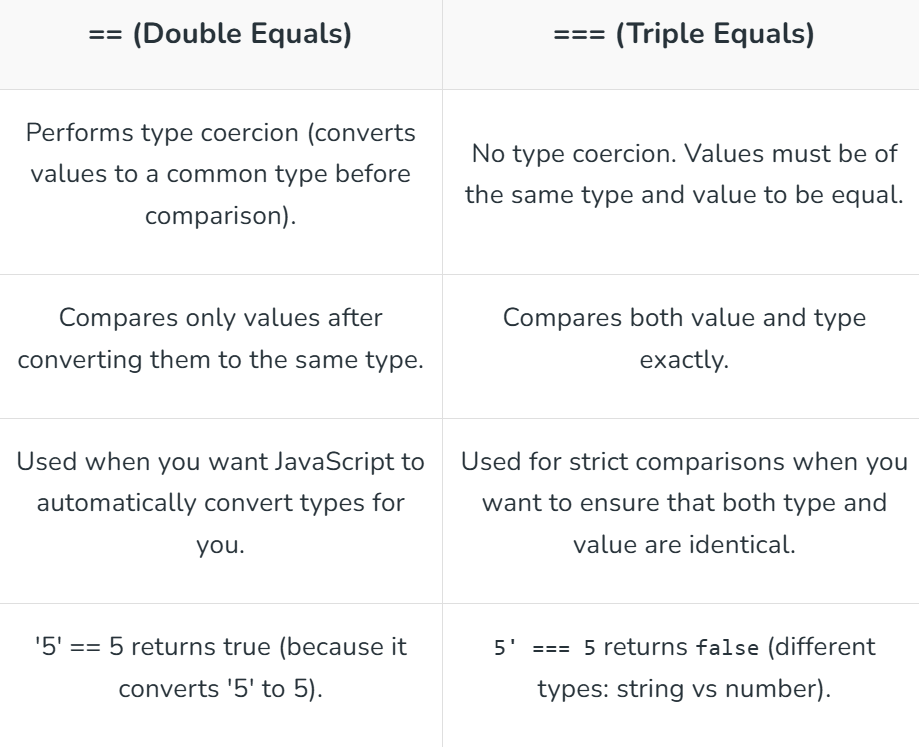 == (Double Equals)
=== (Triple Equals)
Performs type coercion (converts
values to a common type before
comparison).
No type coercion. Values must be of
the same type and value to be equal.
Compares only values after
converting them to the same type.
Compares both value and type
exactly.
Used when you want JavaScript to
automatically convert types for
you.
Used for strict comparisons when you
want to ensure that both type and
value are identical.
'5' == 5 returns true (because it
converts '5' to 5).
5' === 5 returns false (different
types: string vs number).